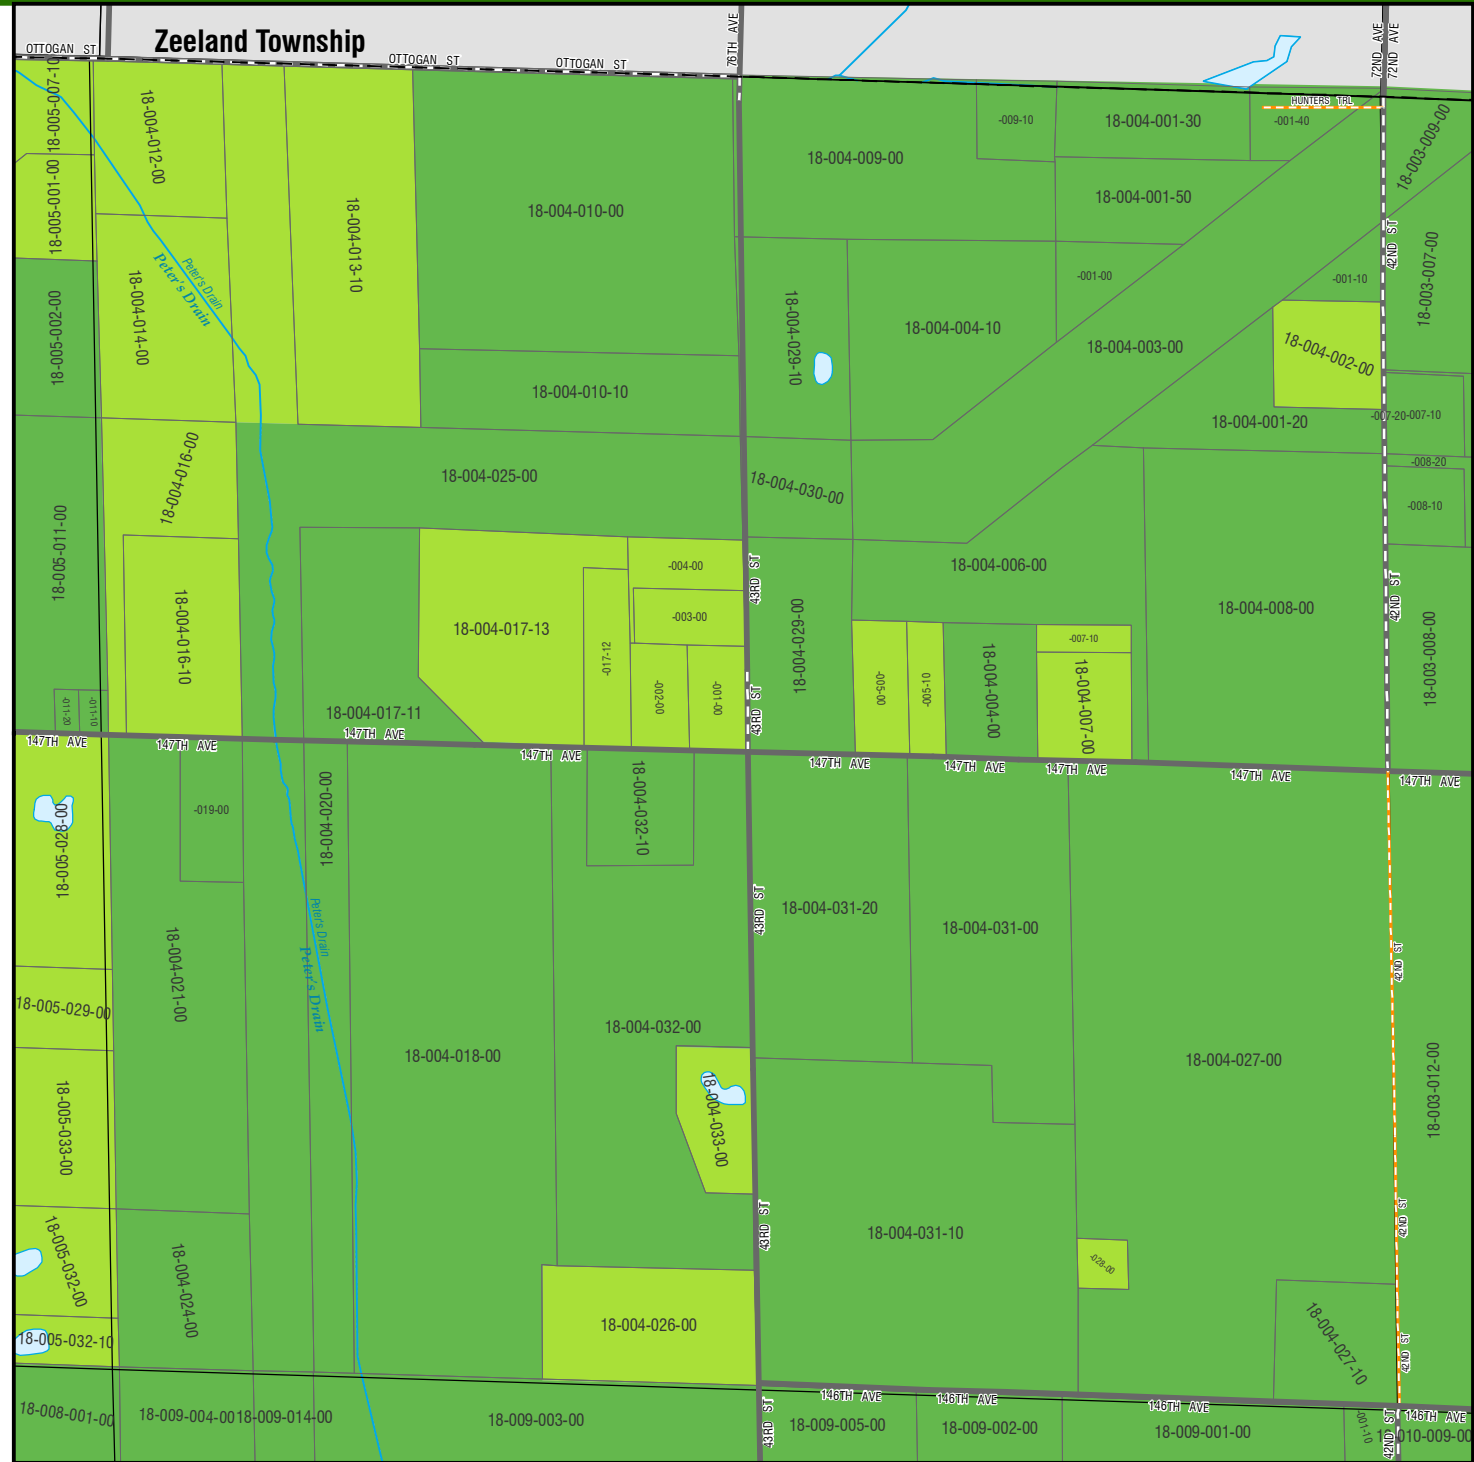 Zeeland Township
OTTOGAN ST
OTTOGAN ST
OTTOGAN ST
76TH AVE
72ND AVE
72ND AVE
HUNTERS TRL
18-005-007-10
18-004-012-00
18-005-001-00
18-004-013-10
18-004-010-00
18-004-009-00
-009-10
18-004-001-30
-001-40
18-003-009-00
18-004-001-50
42ND ST
Peter's Drain
Peter's Drain
18-005-002-00
18-004-014-00
18-004-029-10
18-004-004-10
-001-00
-001-10
18-003-007-00
18-004-003-00
18-004-002-00
18-004-010-10
18-004-001-20
-007-20
-007-10
18-004-016-00
18-004-025-00
18-004-030-00
-008-20
-008-10
18-005-011-00
18-004-016-10
18-004-017-13
-004-00
-003-00
-017-12
-002-00
-001-00
43RD ST
43RD ST
18-004-029-00
18-004-006-00
18-004-008-00
42ND ST
-005-00
-005-10
18-004-004-00
-007-10
18-004-007-00
18-003-008-00
-011-20
-011-10
18-004-017-11
147TH AVE
147TH AVE
147TH AVE
147TH AVE
147TH AVE
147TH AVE
147TH AVE
147TH AVE
147TH AVE
18-005-028-00
-019-00
18-004-020-00
18-004-032-10
43RD ST
18-004-031-20
18-004-031-00
42ND ST
18-004-021-00
Peter's Drain
Peter's Drain
18-005-029-00
18-004-018-00
18-004-032-00
18-004-027-00
18-005-033-00
18-004-033-00
18-003-012-00
43RD ST
18-004-031-10
42ND ST
18-005-032-00
18-004-024-00
-028-00
18-005-032-10
18-004-026-00
18-004-027-10
42ND ST
146TH AVE
146TH AVE
146TH AVE
146TH AVE
18-008-001-00
18-009-004-00
18-009-014-00
18-009-003-00
43RD ST
18-009-005-00
18-009-002-00
18-009-001-00
-001-10
42ND ST